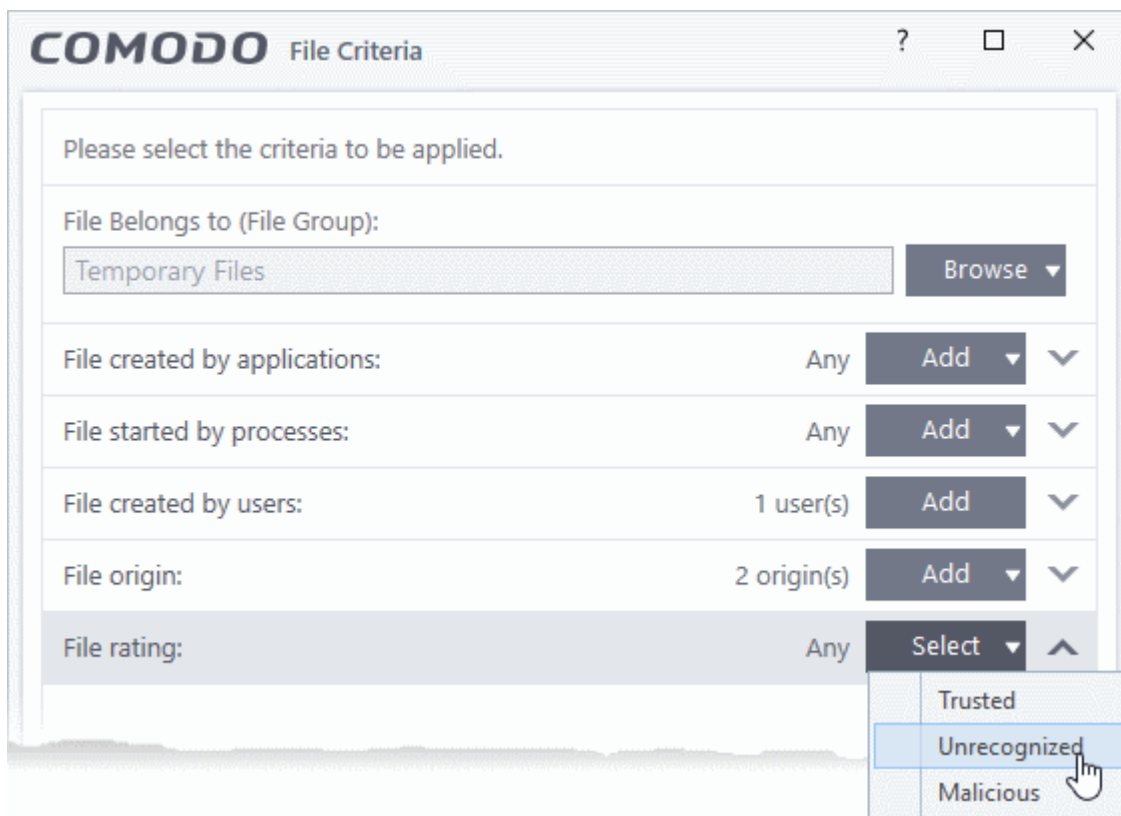 COMODO File Criteria ?
Please select the criteria to be applied.
File Belongs to (File Group):
Temporary Files Browse
File created by applications: Any Add
File started by processes: Any Add
File created by users: 1 user(s) Add
File origin: 2 origin(s) Add
File rating: Any Select
Trusted
Unrecognized
Malicious